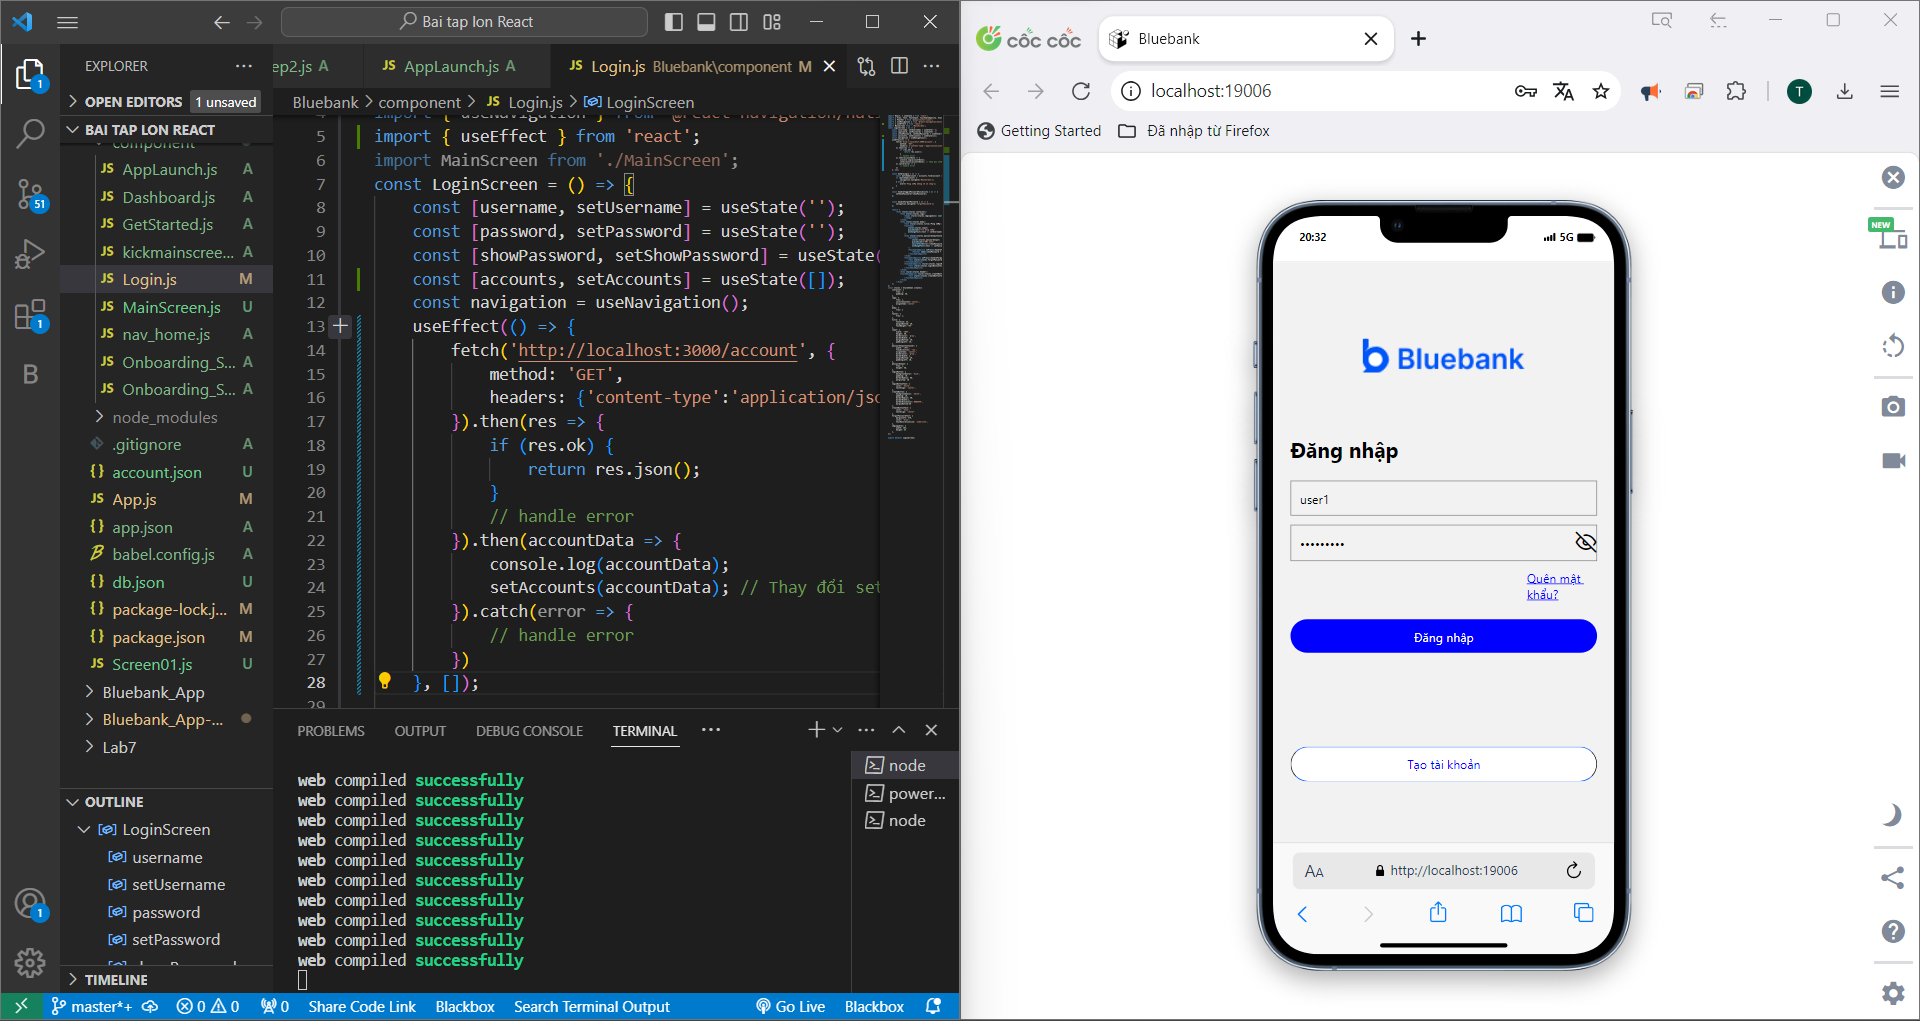 Bai tap lon React
EXPLORER
OPEN EDITORS 1 unsaved
BAI TAP LON REACT
component
JS AppLaunch.js A
JS Dashboard.js A
JS GetStarted.js A
JS kickmainscree... A
JS Login.js M
JS MainScreen.js U
JS nav_home.js A
JS Onboarding_S... A
JS Onboarding_S... A
node_modules
.gitignore A
{} account.json U
JS App.js M
{} app.json A
babel.config.js A
{} db.json U
{} package-lock.j... M
{} package.json M
JS Screen01.js U
Bluebank_App
Bluebank_App-...
Lab7
OUTLINE
LoginScreen
username
setUsername
password
setPassword
TIMELINE
51
1
1
B
1
ep2.js A
JS AppLaunch.js A
JS Login.js Bluebank\component M
Bluebank > component > JS Login.js > LoginScreen
5 import { useEffect } from 'react';
6 import MainScreen from './MainScreen';
7 const LoginScreen = () => {
8 const [username, setUsername] = useState('');
9 const [password, setPassword] = useState('');
10 const [showPassword, setShowPassword] = useState(
11 const [accounts, setAccounts] = useState([]);
12 const navigation = useNavigation();
13 useEffect(() => {
14 fetch('http://localhost:3000/account', {
15 method: 'GET',
16 headers: {'content-type':'application/jso
17 }).then(res => {
18 if (res.ok) {
19 return res.json();
20 }
21 // handle error
22 }).then(accountData => {
23 console.log(accountData);
24 setAccounts(accountData); // Thay đổi set
25 }).catch(error => {
26 // handle error
27 })
28 }, []);
29
PROBLEMS OUTPUT DEBUG CONSOLE TERMINAL
web compiled successfully
web compiled successfully
web compiled successfully
web compiled successfully
web compiled successfully
web compiled successfully
web compiled successfully
web compiled successfully
web compiled successfully
web compiled successfully
node
power...
node
master*+ 0 0 0 Share Code Link Blackbox Search Terminal Output Go Live Blackbox
cốc cốc
Bluebank
localhost:19006
T
Getting Started Đã nhập từ Firefox
NEW
20:32 5G
Bluebank
Đăng nhập
user1
•••••••••
Quên mật
khẩu?
Đăng nhập
Tạo tài khoản
AA http://localhost:19006